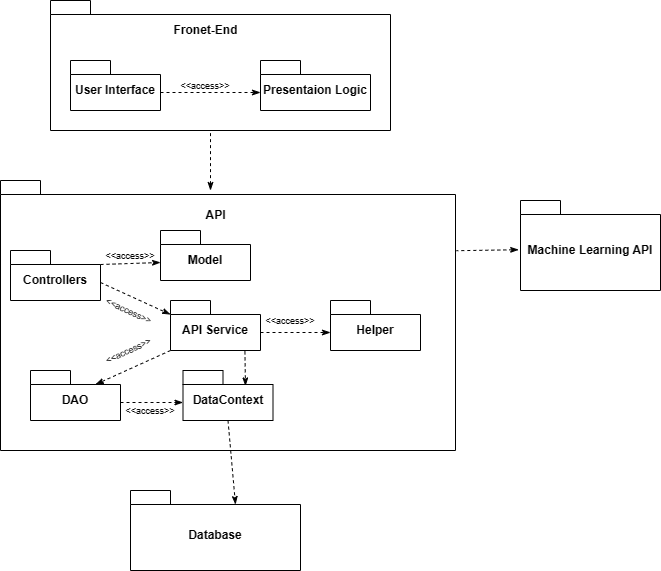 Fronet-End
User Interface
<<access>>
Presentaion Logic
API
Controllers
<<access>>
Model
Machine Learning API
<<access>>
API Service
<<access>>
Helper
<<access>>
DAO
<<access>>
DataContext
Database